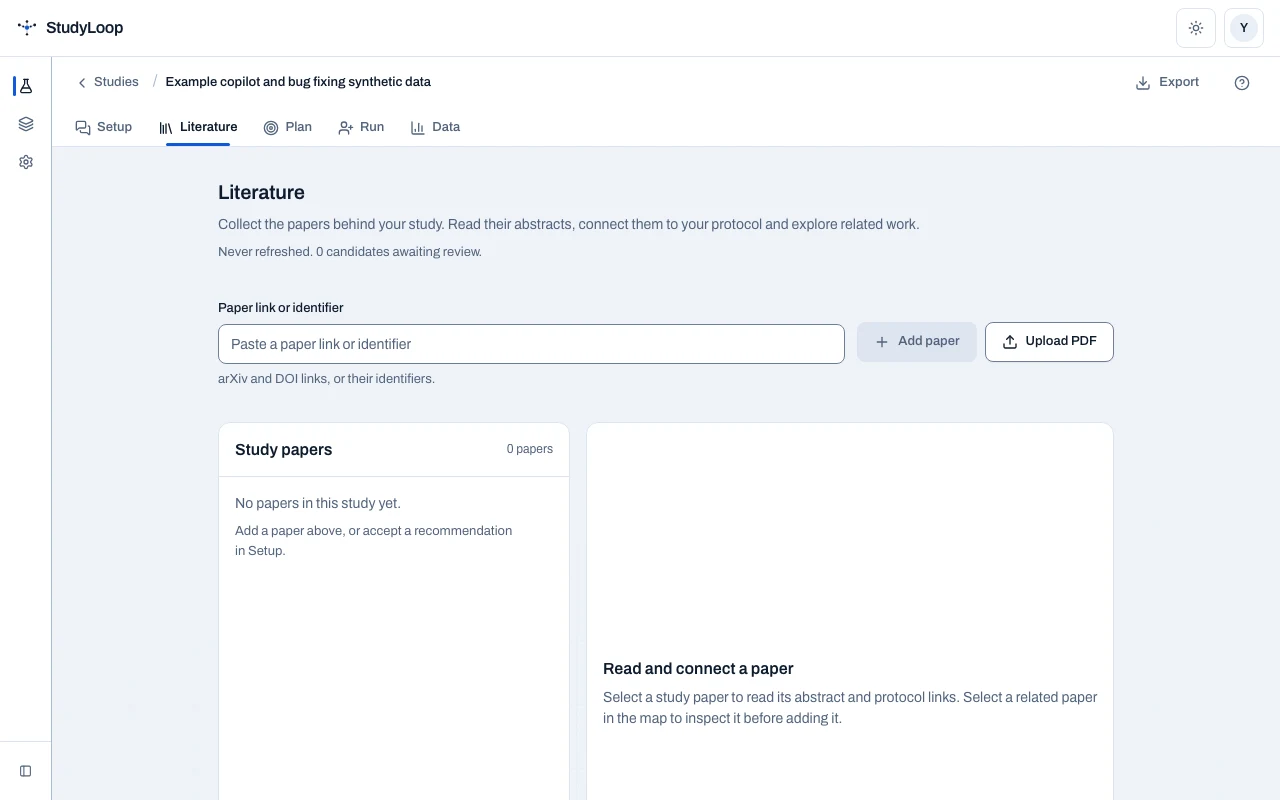 StudyLoop
Y
Studies / Example copilot and bug fixing synthetic data
Export
Setup
Literature
Plan
Run
Data
Literature
Collect the papers behind your study. Read their abstracts, connect them to your protocol and explore related work.
Never refreshed. 0 candidates awaiting review.
Paper link or identifier
Paste a paper link or identifier
Add paper
Upload PDF
arXiv and DOI links, or their identifiers.
Study papers
0 papers
No papers in this study yet.
Add a paper above, or accept a recommendation
in Setup.
Read and connect a paper
Select a study paper to read its abstract and protocol links. Select a related paper
in the map to inspect it before adding it.